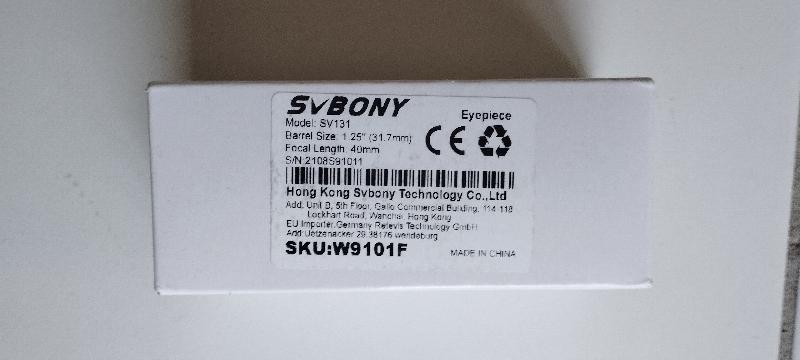 SVBONY
Eyepiece
Model: SV131
Barrel Size: 1.25" (31.7mm)
Focal Length: 40mm
S/N:2108S91011
Hong Kong Svbony Technology Co.,Ltd
Add: Unit B, 5th Floor, Gallo Commercial Building, 114-118
Lockhart Road, Wanchai, Hong Kong
EU Importer:Germany Retevis Technology GmbH
Add:Uetzenacker 29,38176 wendeburg
SKU:W9101F
MADE IN CHINA